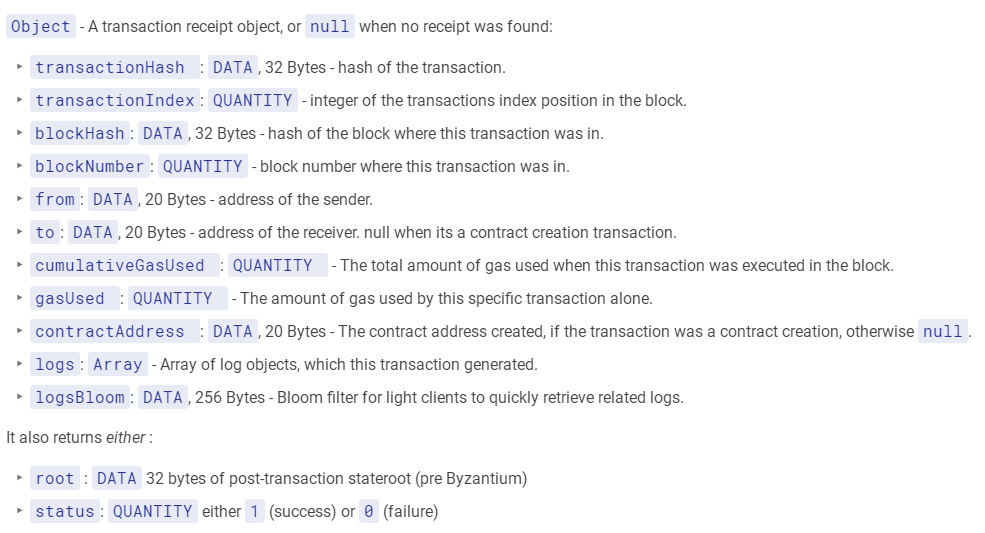 Object - A transaction receipt object, or null when no receipt was found:
‣ transactionHash : DATA, 32 Bytes - hash of the transaction.
‣ transactionIndex: QUANTITY - integer of the transactions index position in the block.
‣ blockHash: DATA, 32 Bytes - hash of the block where this transaction was in.
‣ blockNumber: QUANTITY - block number where this transaction was in.
‣ from: DATA, 20 Bytes - address of the sender.
‣ to: DATA, 20 Bytes - address of the receiver. null when its a contract creation transaction.
‣ cumulativeGasUsed : QUANTITY - The total amount of gas used when this transaction was executed in the block.
‣ gasUsed : QUANTITY - The amount of gas used by this specific transaction alone.
‣ contractAddress : DATA, 20 Bytes - The contract address created, if the transaction was a contract creation, otherwise null.
‣ logs: Array - Array of log objects, which this transaction generated.
‣ logsBloom: DATA, 256 Bytes - Bloom filter for light clients to quickly retrieve related logs.
It also returns either :
‣ root : DATA 32 bytes of post-transaction stateroot (pre Byzantium)
‣ status: QUANTITY either 1 (success) or 0 (failure)